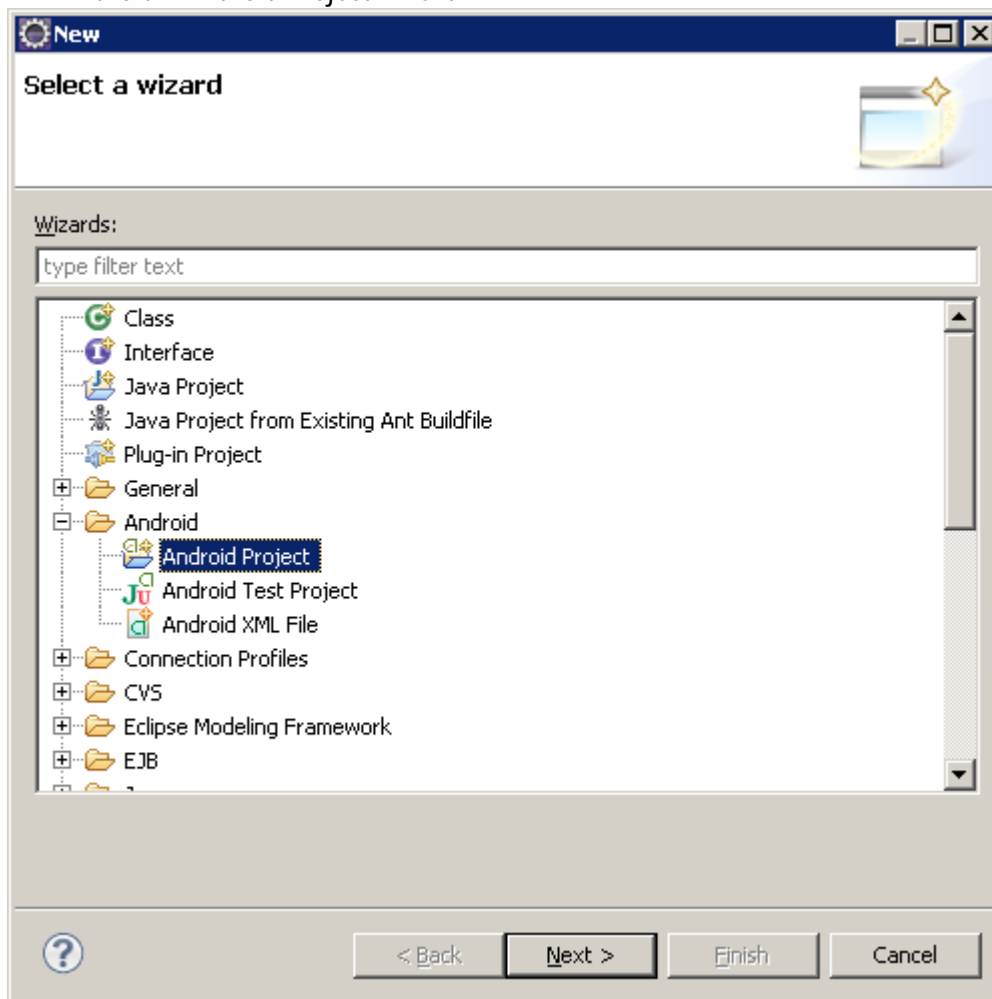 New
Select a wizard
Wizards:
type filter text
Class
Interface
Java Project
Java Project from Existing Ant Buildfile
Plug-in Project
General
Android
Android Project
Android Test Project
Android XML File
Connection Profiles
CVS
Eclipse Modeling Framework
EJB
< Back Next > Finish Cancel